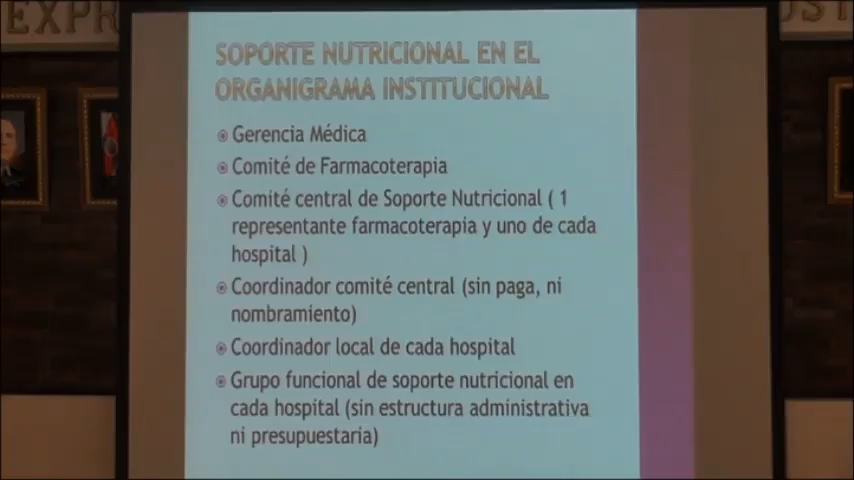 EXPR
SOPORTE NUTRICIONAL EN EL
ORGANIGRAMA INSTITUCIONAL
Gerencia Médica
Comité de Farmacoterapia
Comité central de Soporte Nutricional ( 1
representante farmacoterapia y uno de cada
hospital )
Coordinador comité central (sin paga, ni
nombramiento)
Coordinador local de cada hospital
Grupo funcional de soporte nutricional en
cada hospital (sin estructura administrativa
ni presupuestaria)